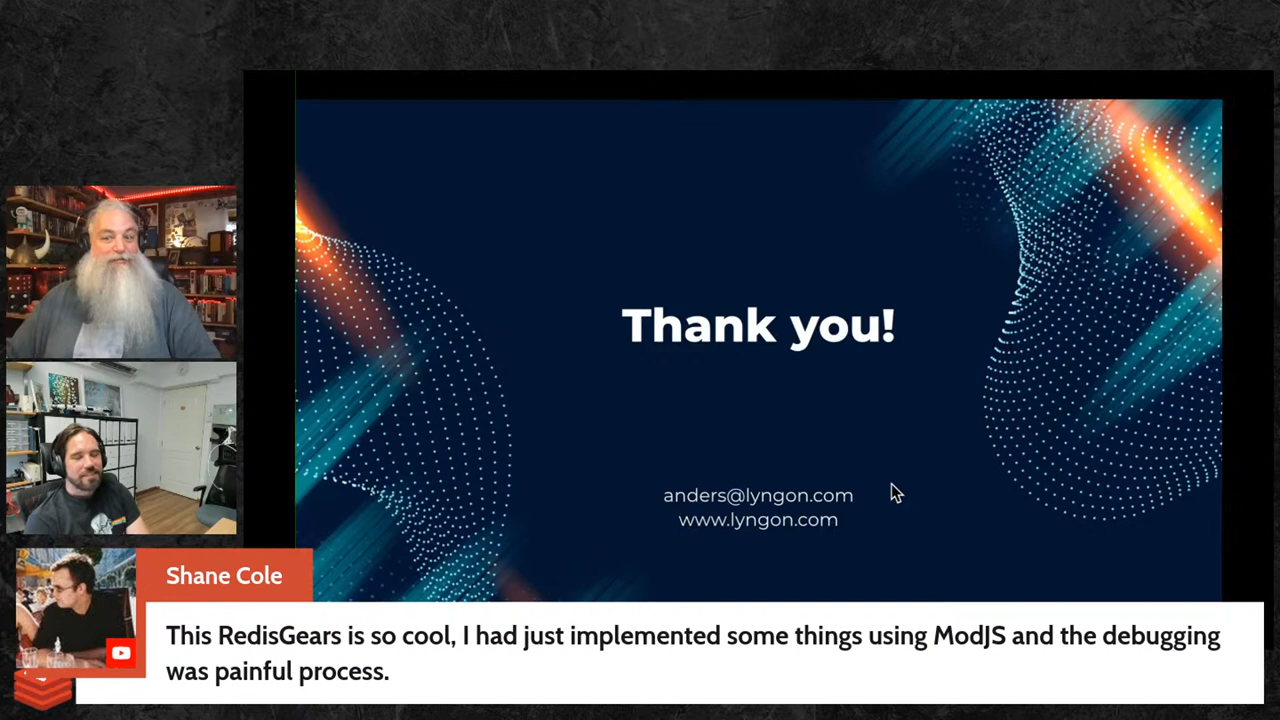 Thank you!
anders@lyngon.com
www.lyngon.com
Shane Cole
This RedisGears is so cool, I had just implemented some things using ModJS and the debugging
was painful process.